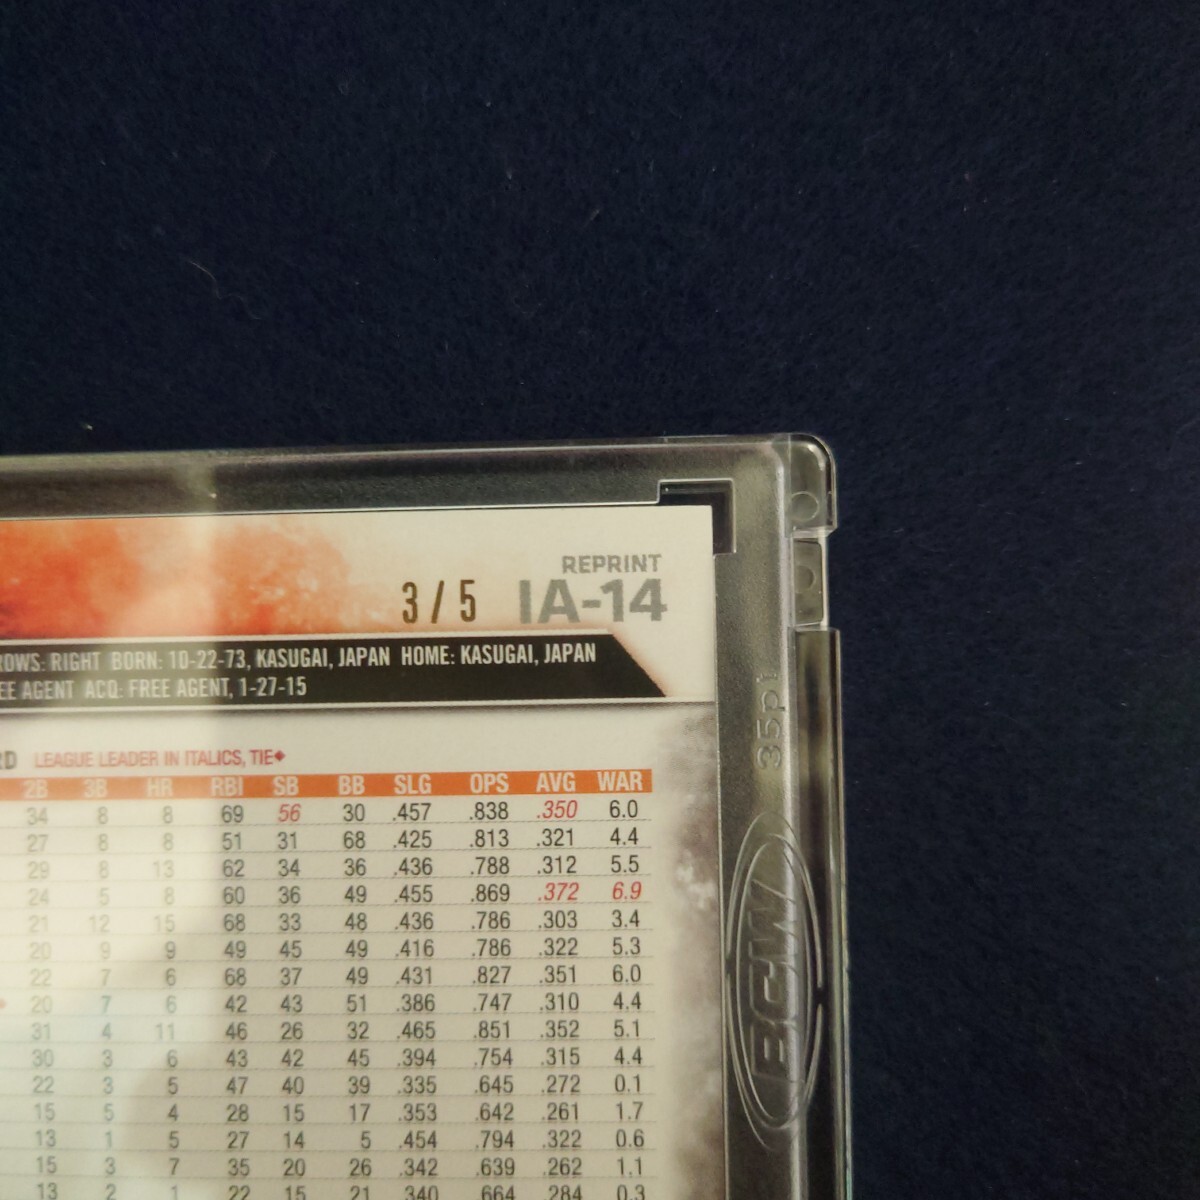 REPRINT
3/5 IA-14
ROWS: RIGHT BORN: 10-22-73, KASUGAI, JAPAN HOME: KASUGAI, JAPAN
EE AGENT ACQ: FREE AGENT, 1-27-15
RD LEAGUE LEADER IN ITALICS, TIE◆
2B 3B HR RBI SB BB SLG OPS AVG WAR
34 8 8 69 56 30 .457 .838 .350 6.0
27 8 8 51 31 68 .425 .813 .321 4.4
29 8 13 62 34 36 .436 .788 .312 5.5
24 5 8 60 36 49 .455 .869 .372 6.9
21 12 15 68 33 48 .436 .786 .303 3.4
20 9 9 49 45 49 .416 .786 .322 5.3
22 7 6 68 37 49 .431 .827 .351 6.0
20 7 6 42 43 51 .386 .747 .310 4.4
31 4 11 46 26 32 .465 .851 .352 5.1
30 3 6 43 42 45 .394 .754 .315 4.4
22 3 5 47 40 39 .335 .645 .272 0.1
15 5 4 28 15 17 .353 .642 .261 1.7
13 1 5 27 14 5 .454 .794 .322 0.6
15 3 7 35 20 26 .342 .639 .262 1.1
13 2 1 22 15 21 .340 .664 .284 0.3
35pt
BCW